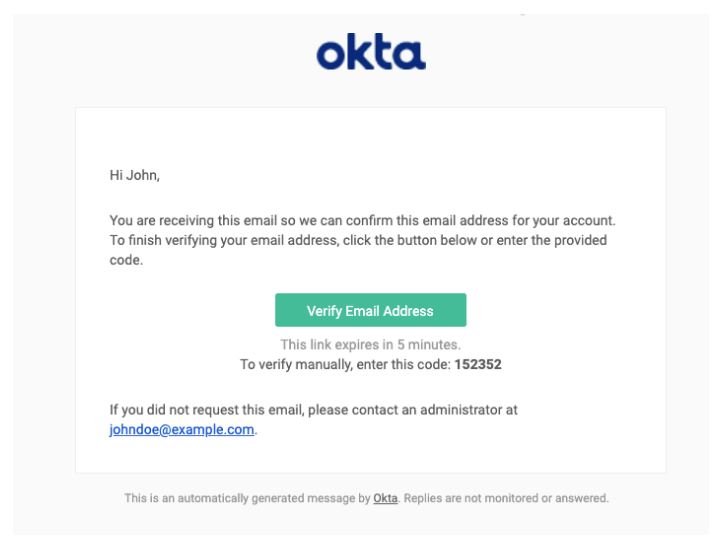 okta
Hi John,
You are receiving this email so we can confirm this email address for your account.
To finish verifying your email address, click the button below or enter the provided
code.
Verify Email Address
This link expires in 5 minutes.
To verify manually, enter this code: 152352
If you did not request this email, please contact an administrator at
johndoe@example.com.
This is an automatically generated message by Okta. Replies are not monitored or answered.